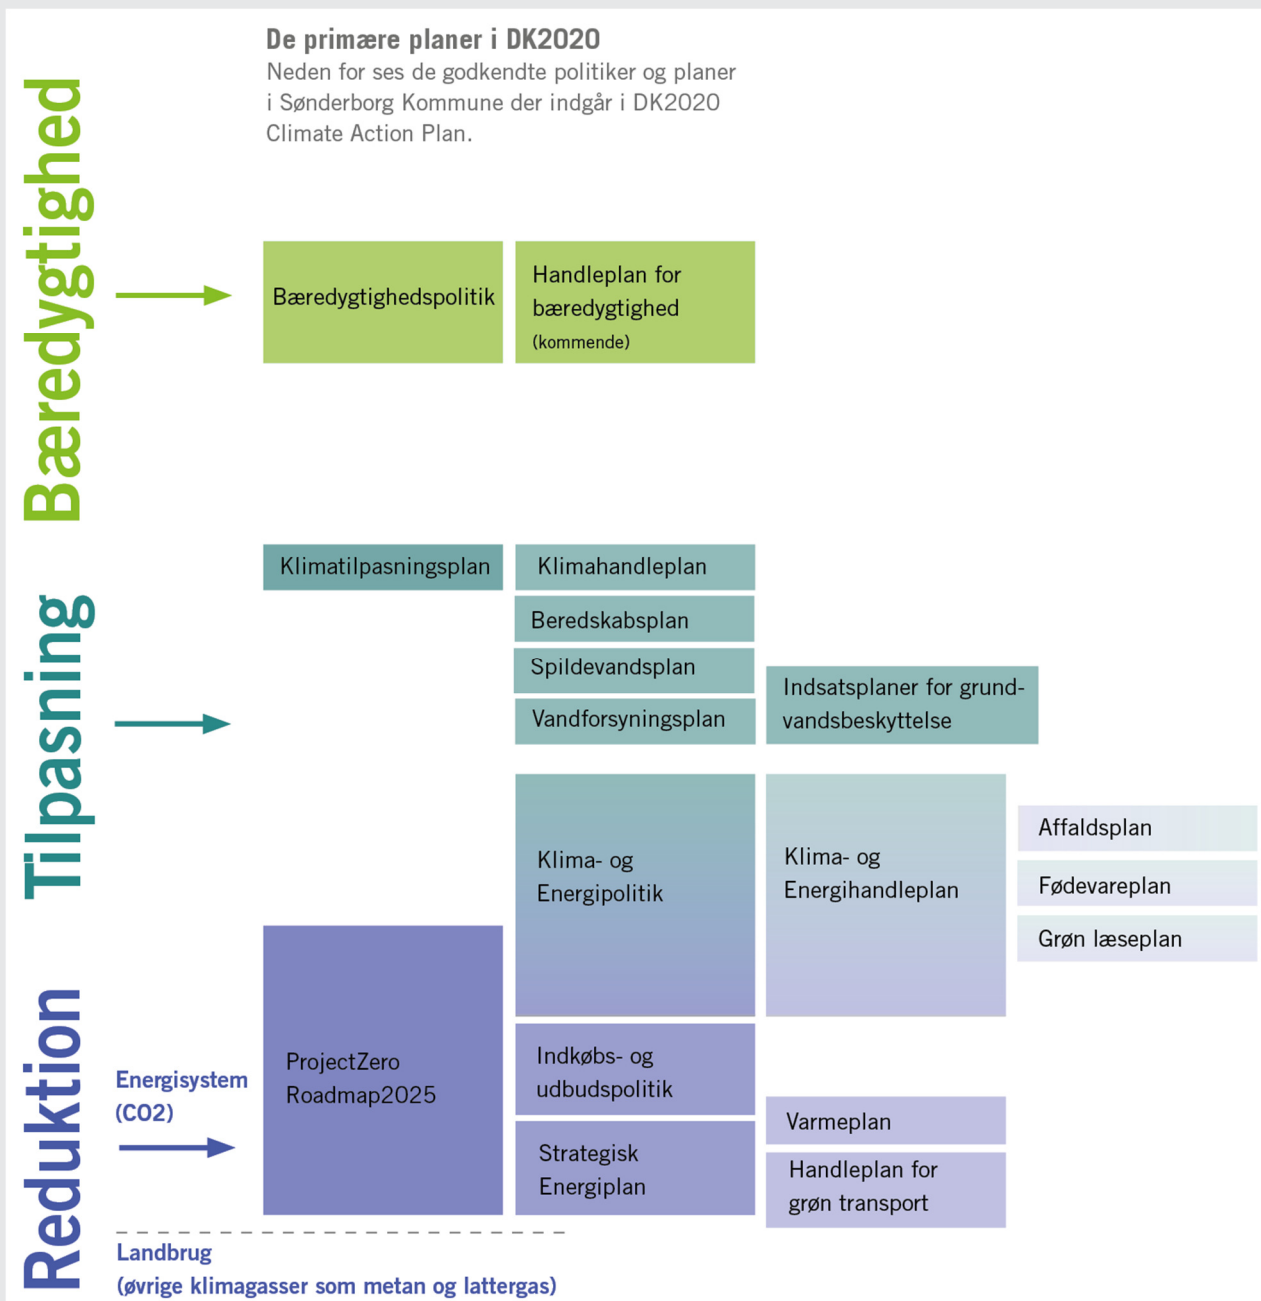 De primære planer i DK2020
Neden for ses de godkendte politiker og planer
i Sønderborg Kommune der indgår i DK2020
Climate Action Plan.
Bæredygtighed
Bæredygtighedspolitik
Handleplan for
bæredygtighed
(kommende)
Tilpasning
Klimatilpasningsplan
Klimahandleplan
Beredskabsplan
Spildevandsplan
Vandforsyningsplan
Indsatsplaner for grund-
vandsbeskyttelse
Klima- og
Energipolitik
Klima- og
Energihandleplan
Affaldsplan
Fødevareplan
Grøn læseplan
Reduktion
Energisystem
(CO2)
ProjectZero
Roadmap2025
Indkøbs- og
udbudspolitik
Strategisk
Energiplan
Varmeplan
Handleplan for
grøn transport
Landbrug
(øvrige klimagasser som metan og lattergas)